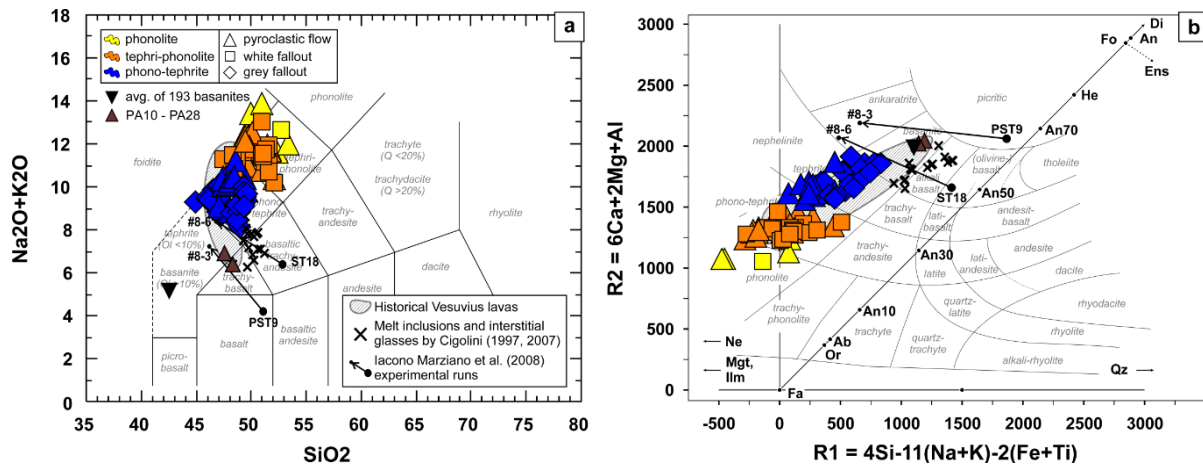 a
phonolite
tephri-phonolite
phono-tephrite
pyroclastic flow
white fallout
grey fallout
avg. of 193 basanites
PA10 - PA28
Na2O+K2O
18
16
14
12
10
8
6
4
2
0
35
40
45
50
55
60
65
70
75
80
SiO2
phonolite
foidite
tephri-
phonolite
trachyte
(Q <20%)
trachydacite
Q >20%)
phono-
tephrite
trachy-
andesite
rhyolite
#8-6
tephrite
(Ol <10%)
#8-3
basaltic
trachy-
andesite
ST18
dacite
basanite
trachy-
basalt
PST9
andesite
basalt
basaltic
andesite
picro-
basalt
Historical Vesuvius lavas
Melt inclusions and interstitial
glasses by Cigolini (1997, 2007)
Iacono Marziano et al. (2008)
experimental runs
b
R2 = 6Ca+2Mg+Al
3000
2500
2000
1500
1000
500
0
-500
0
500
1000
1500
2000
2500
3000
R1 = 4Si-11(Na+K)-2(Fe+Ti)
Di
Fo
An
Ens
He
ankaratrite
picritic
#8-3
An70
nephelinite
#8-6
PST9
basanite
tephrite
(olivine-)
basalt
tholeiite
alkali
basalt
ST18
An50
phono-tephrite
trachy-
basalt
lati-
basalt
andesit-
basalt
trachy-
andesite
An30
lati-
andesite
andesite
latite
phonolite
dacite
trachy-
phonolite
An10
quartz-
latite
rhyodacite
trachyte
quartz-
trachyte
rhyolite
Ne
Ab
Or
alkali-rhyolite
Mgt,
Ilm
Qz
Fa